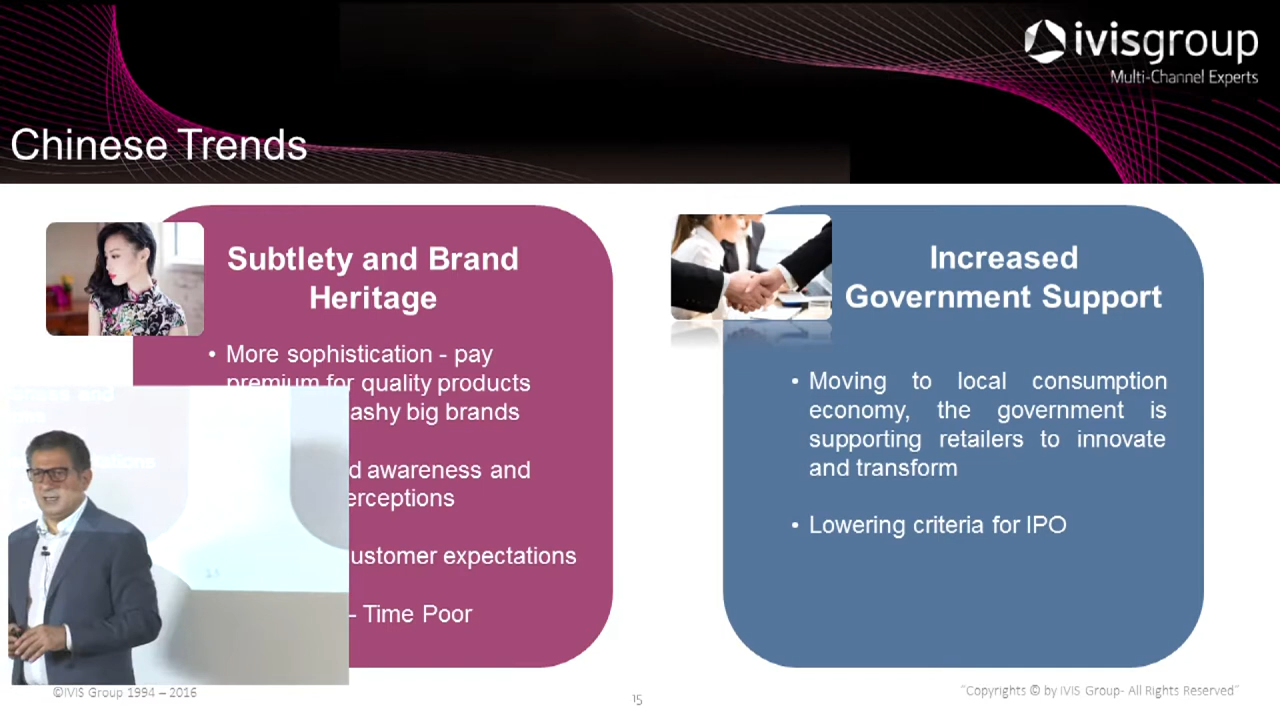 ivisgroup
Multi-Channel Experts
Chinese Trends
Subtlety and Brand
Heritage
• More sophistication - pay
premium for quality products
ashy big brands
d awareness and
erceptions
ustomer expectations
– Time Poor
Increased
Government Support
• Moving to local consumption
economy, the government is
supporting retailers to innovate
and transform
• Lowering criteria for IPO
©IVIS Group 1994 – 2016
15
"Copyrights © by IVIS Group- All Rights Reserved"